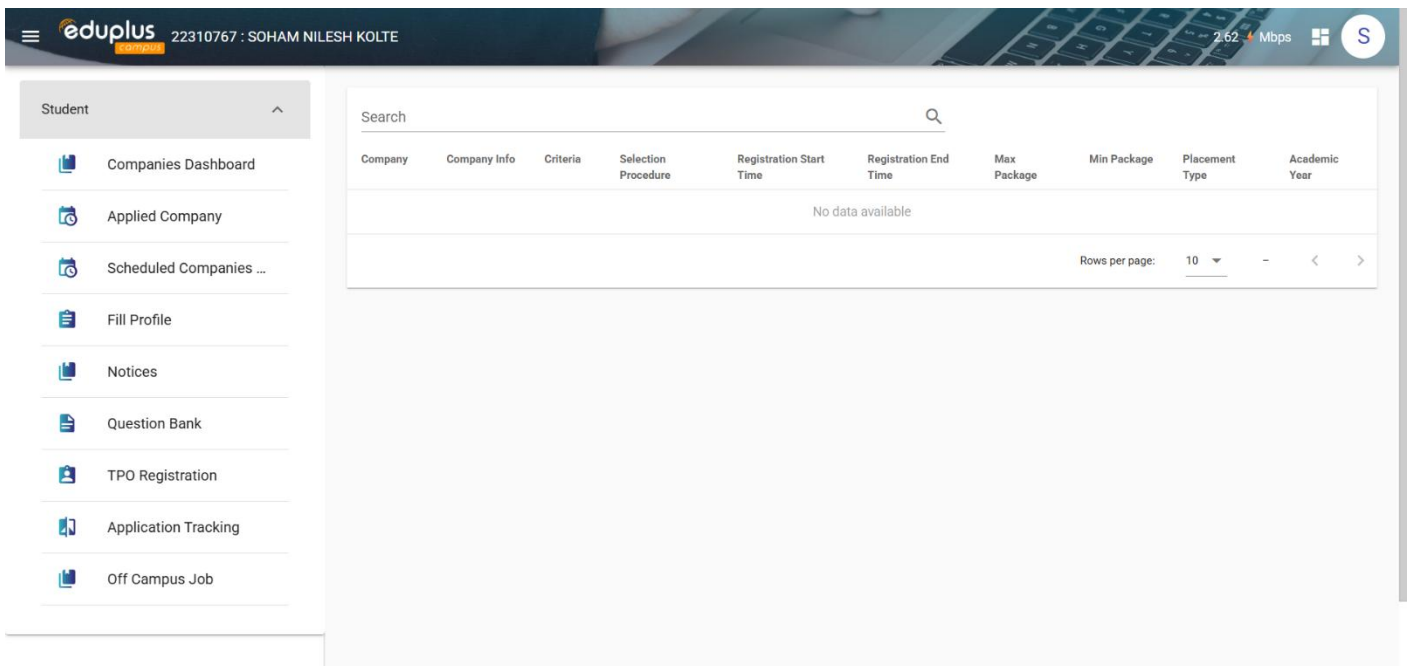 eduplus
campus
22310767 : SOHAM NILESH KOLTE
2.62 Mbps
S
Student
Companies Dashboard
Applied Company
Scheduled Companies ...
Fill Profile
Notices
Question Bank
TPO Registration
Application Tracking
Off Campus Job
Search
Company Company Info Criteria Selection Procedure Registration Start Time Registration End Time Max Package Min Package Placement Type Academic Year
No data available
Rows per page: 10 –